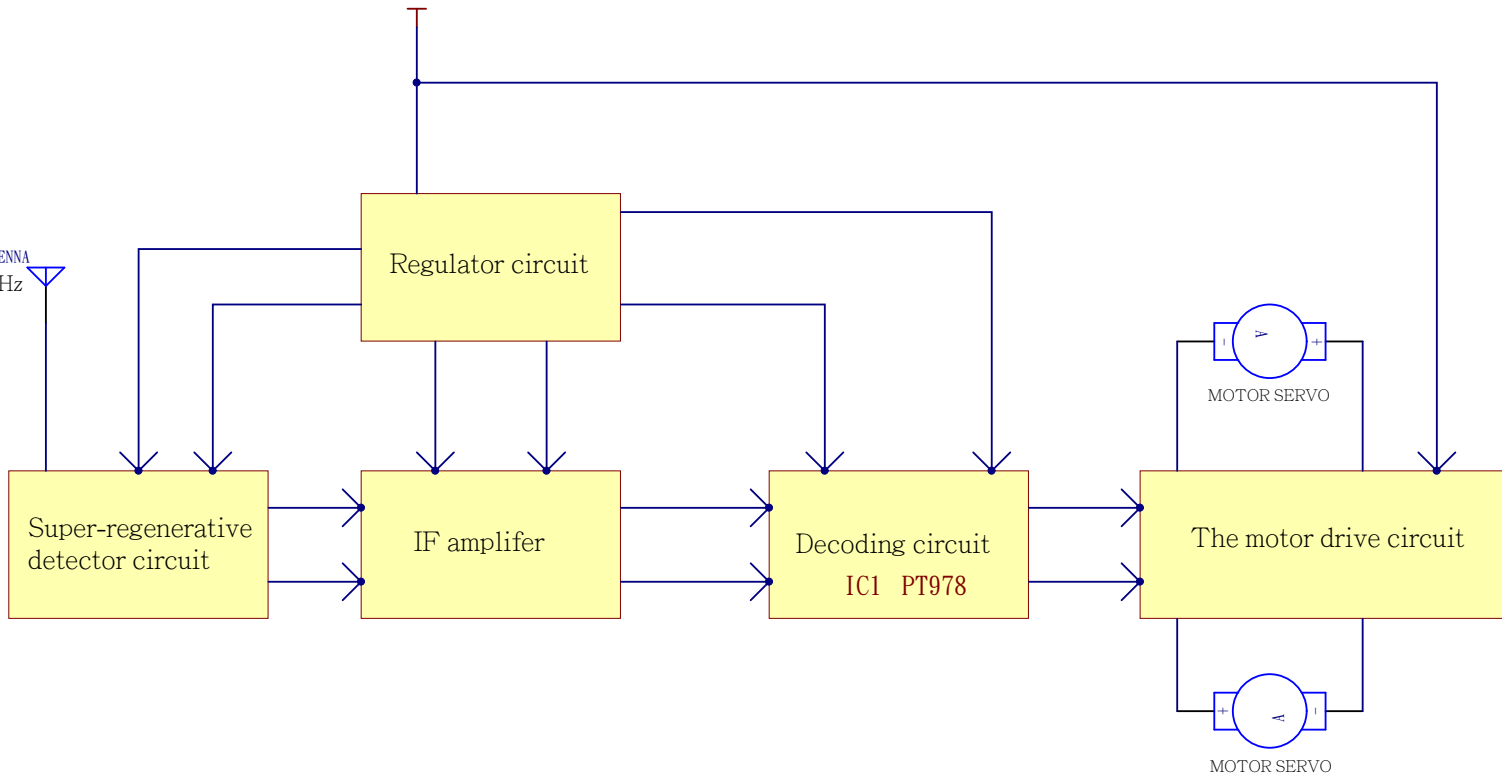 Regulator circuit
Hz
MOTOR SERVO
Super-regenerative
detector circuit
IF amplifer
Decoding circuit
IC1 PT978
The motor drive circuit
- A +
+ A -
MOTOR SERVO